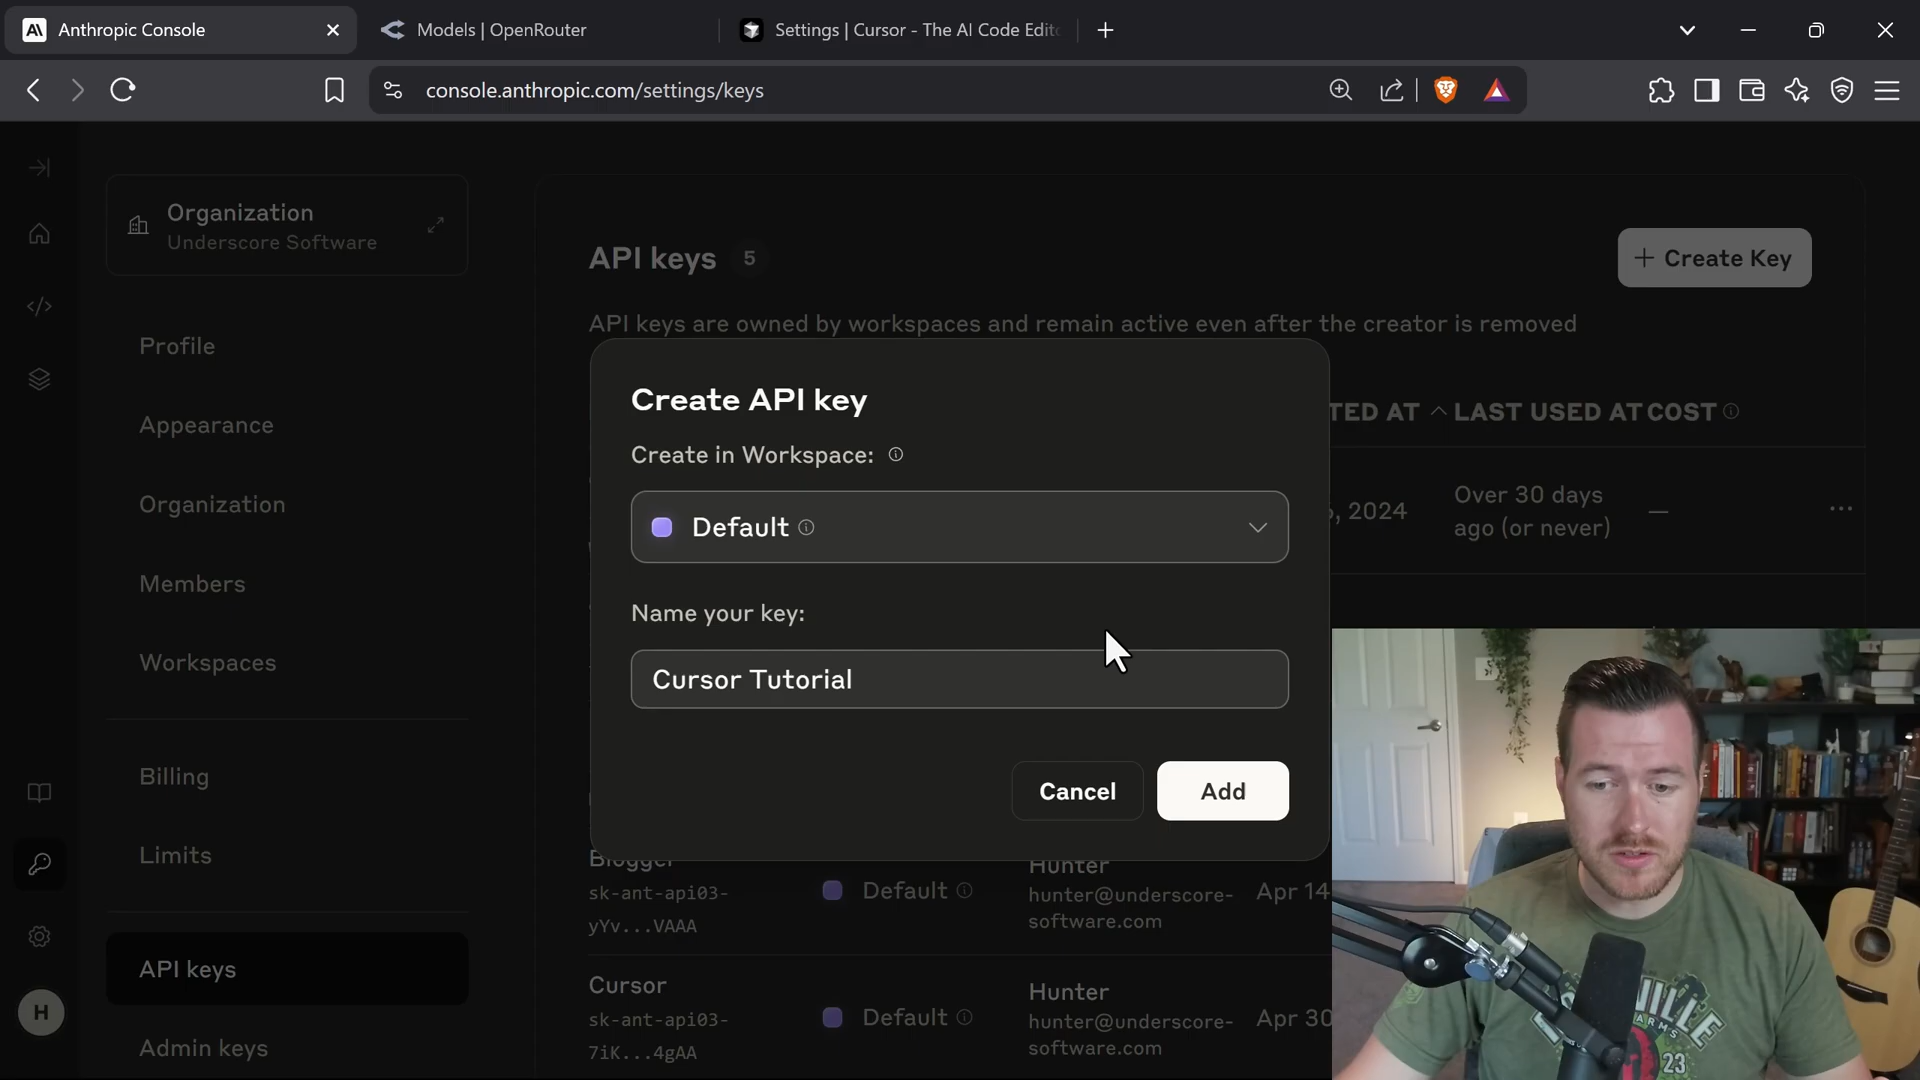 Anthropic Console
Models | OpenRouter
Settings | Cursor - The AI Code Edit
console.anthropic.com/settings/keys
Organization
Underscore Software
Profile
Appearance
Organization
Members
Workspaces
Billing
Limits
API keys
Admin keys
H
API keys 5
+ Create Key
API keys are owned by workspaces and remain active even after the creator is removed
TED AT
LAST USED AT
COST
, 2024
Over 30 days
ago (or never)
—
Create API key
Create in Workspace:
Default
Name your key:
Cursor Tutorial
Cancel
Add
Blogger
sk-ant-api03-
yYv...VAAA
Default
Hunter
hunter@underscore-
software.com
Apr 14
Cursor
sk-ant-api03-
7iK...4gAA
Default
Hunter
hunter@underscore-
software.com
Apr 30
VILLE
ARMS
23